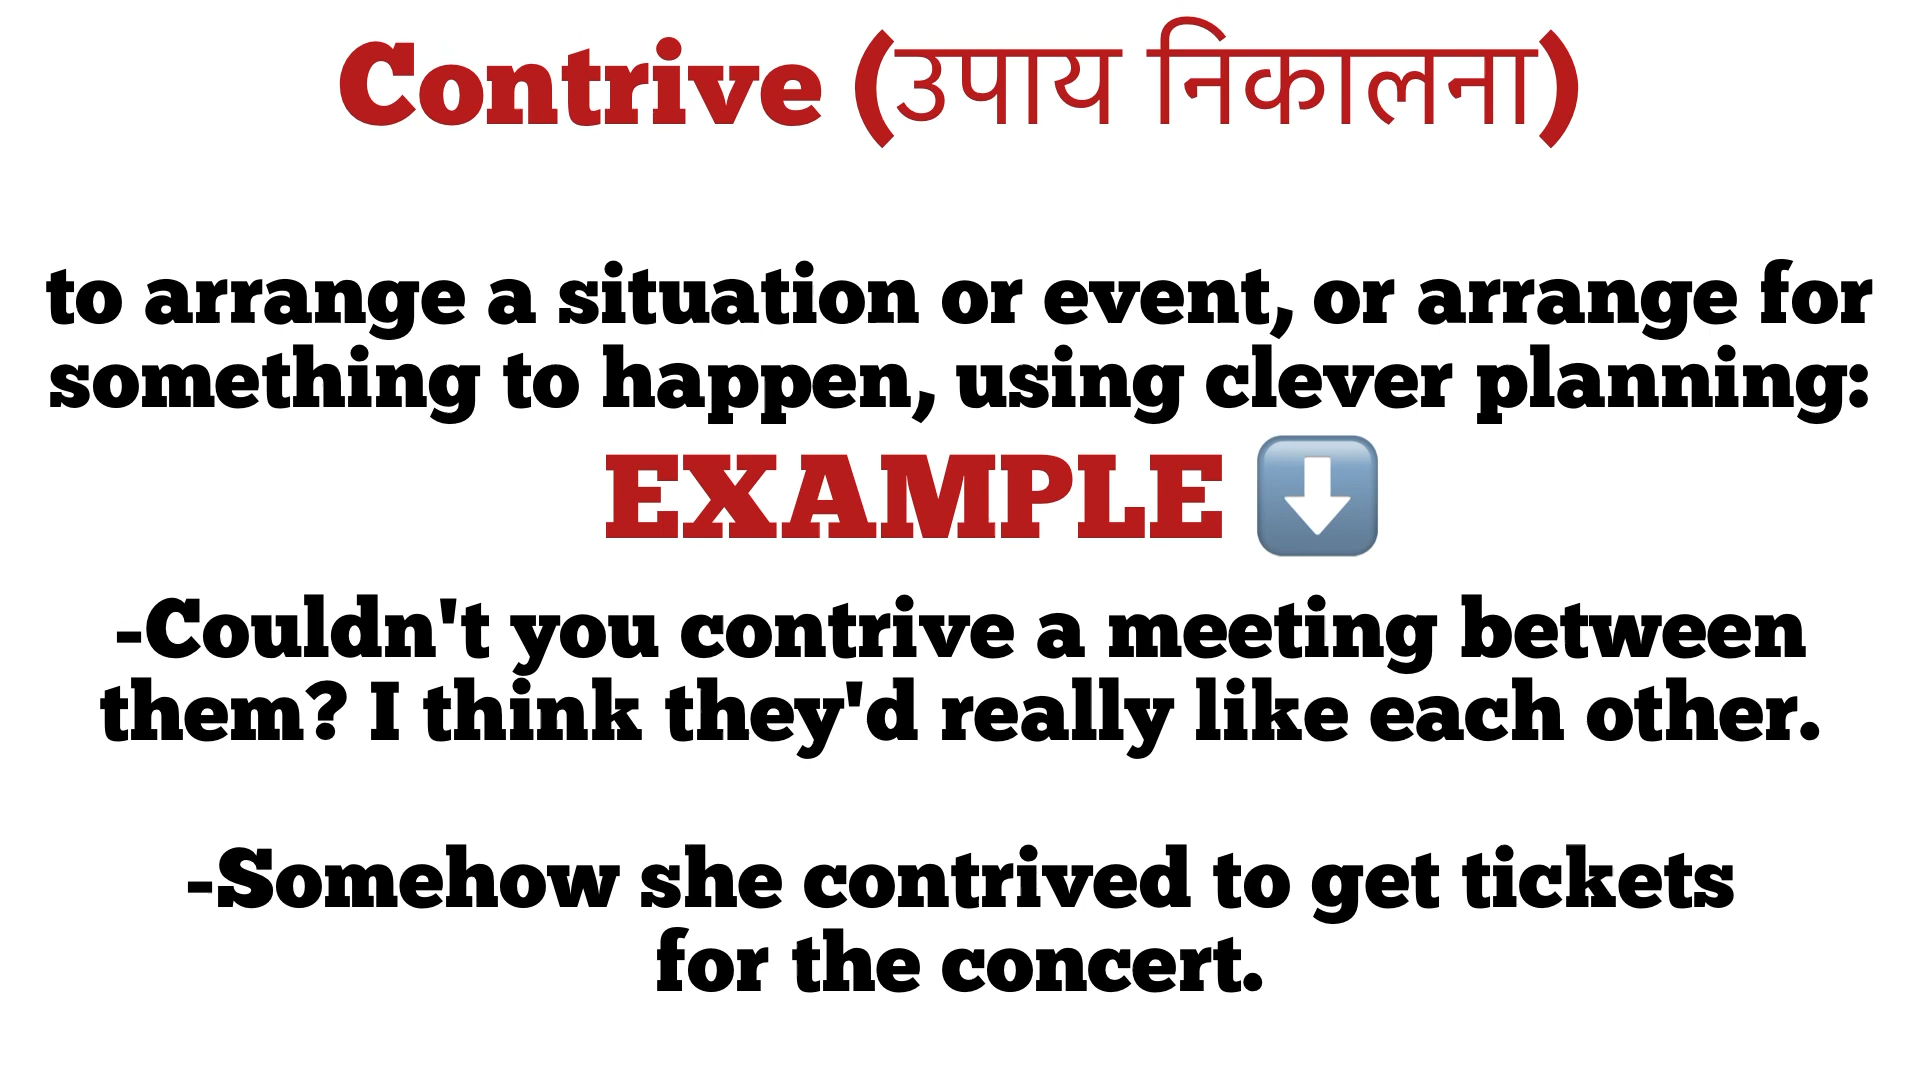 Contrive (उपाय निकालना)
to arrange a situation or event, or arrange for
something to happen, using clever planning:
EXAMPLE ⬇️
-Couldn't you contrive a meeting between
them? I think they'd really like each other.
-Somehow she contrived to get tickets
for the concert.